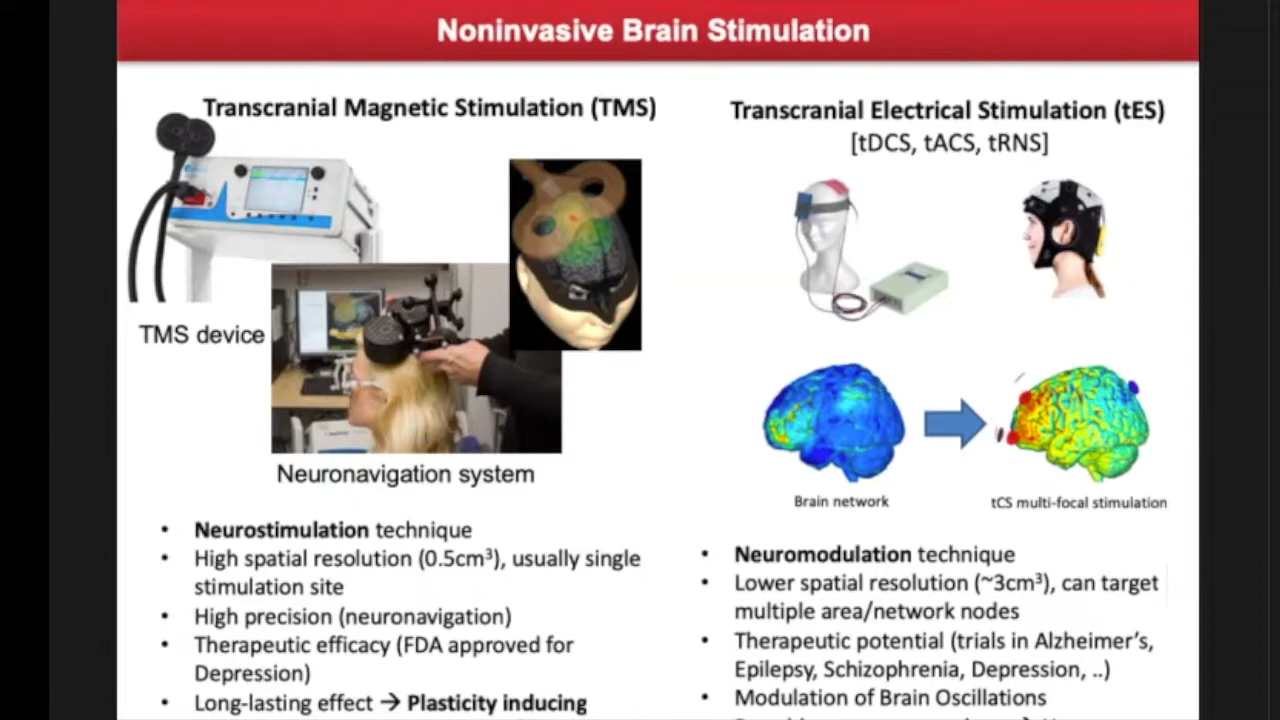 Noninvasive Brain Stimulation
Transcranial Magnetic Stimulation (TMS)
TMS device
Neuronavigation system
• Neurostimulation technique
• High spatial resolution (0.5cm³), usually single
stimulation site
• High precision (neuronavigation)
• Therapeutic efficacy (FDA approved for
Depression)
• Long-lasting effect → Plasticity inducing
Transcranial Electrical Stimulation (tES)
[tDCS, tACS, tRNS]
Brain network
tCS multi-focal stimulation
• Neuromodulation technique
• Lower spatial resolution (~3cm³), can target
multiple area/network nodes
• Therapeutic potential (trials in Alzheimer's,
Epilepsy, Schizophrenia, Depression, ..)
• Modulation of Brain Oscillations